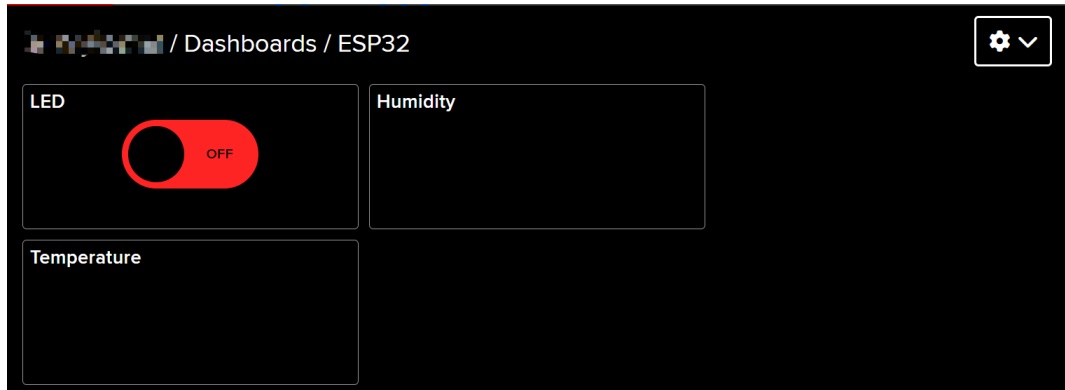 / Dashboards / ESP32
LED
OFF
Humidity
Temperature